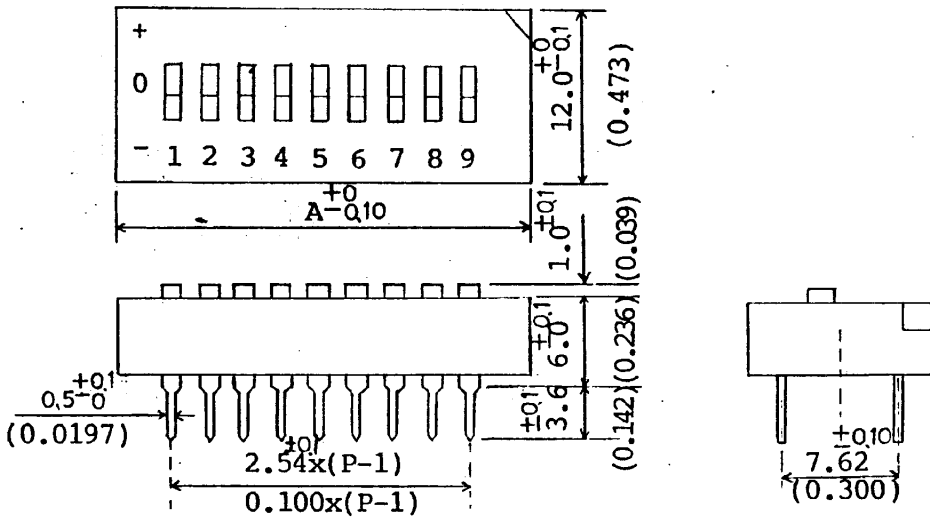 +
0
- 1 2 3 4 5 6 7 8 9
12.0 +0 -0.1
(0.473)
A +0 -0.10
1.0 ±0.1
(0.039)
6.0 ±0.1
(0.236)
3.6 ±0.1
(0.142)
0.5 +0.1 -0
(0.0197)
±0.1
2.54x(P-1)
0.100x(P-1)
±0.10
7.62
(0.300)